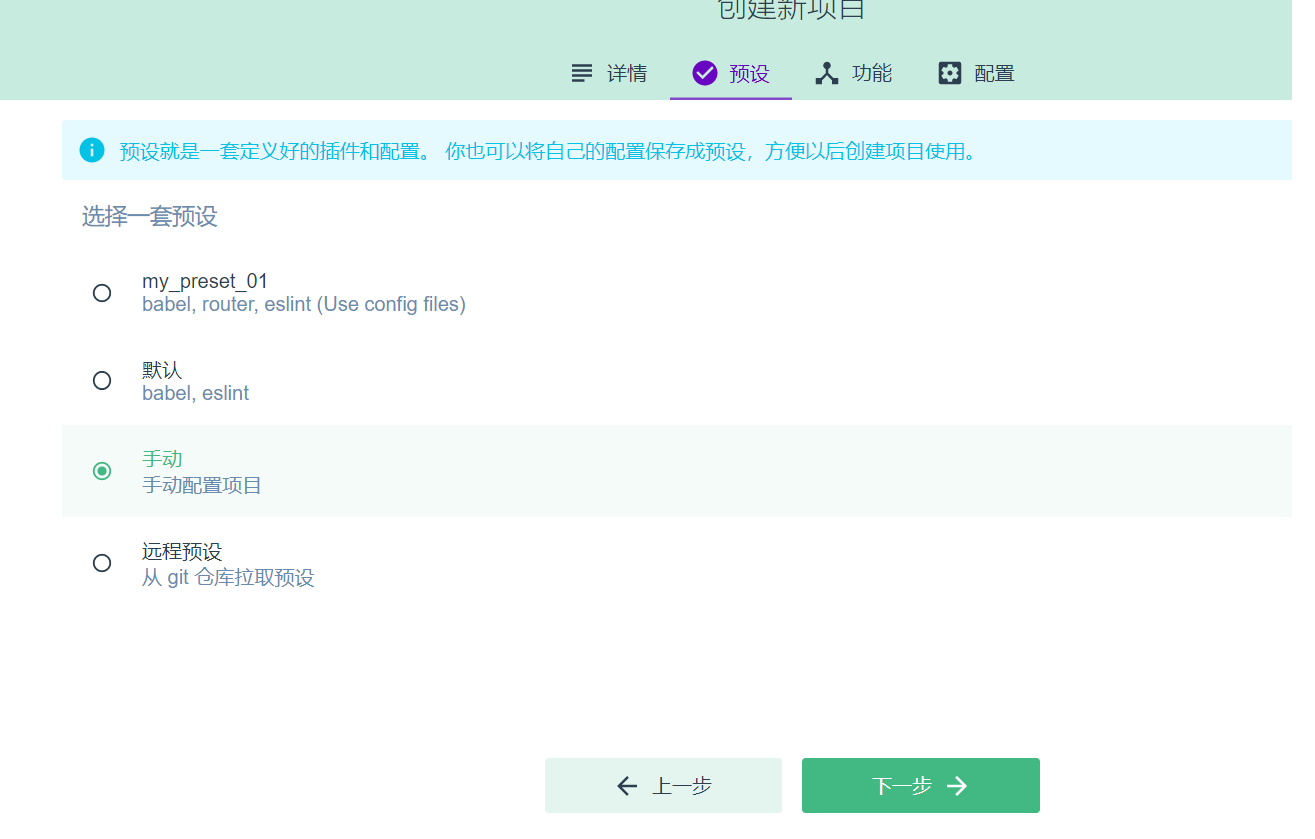 创建新项目
详情 预设 功能 配置
预设就是一套定义好的插件和配置。 你也可以将自己的配置保存成预设，方便以后创建项目使用。
选择一套预设
my_preset_01
babel, router, eslint (Use config files)
默认
babel, eslint
手动
手动配置项目
远程预设
从 git 仓库拉取预设
上一步 下一步